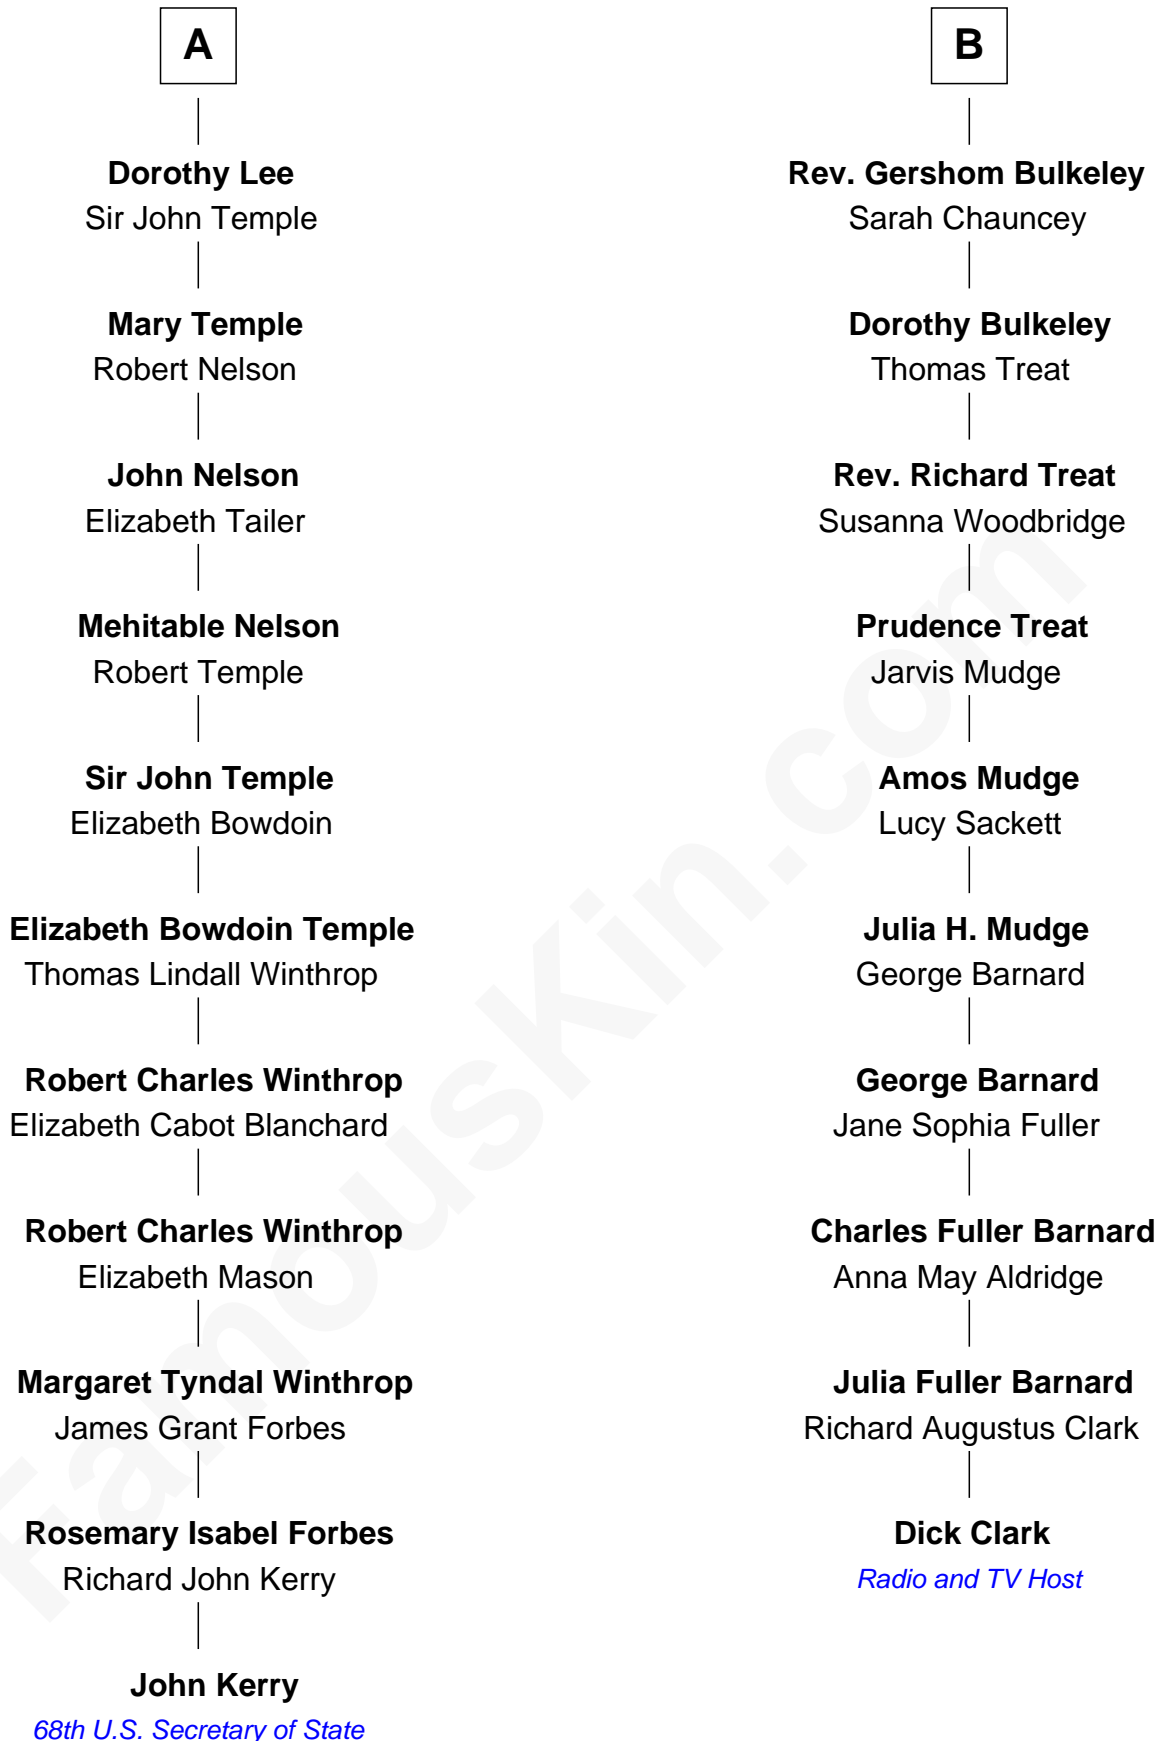 A
Dorothy Lee
Sir John Temple
Mary Temple
Robert Nelson
John Nelson
Elizabeth Tailer
Mehitable Nelson
Robert Temple
Sir John Temple
Elizabeth Bowdoin
Elizabeth Bowdoin Temple
Thomas Lindall Winthrop
Robert Charles Winthrop
Elizabeth Cabot Blanchard
Robert Charles Winthrop
Elizabeth Mason
Margaret Tyndal Winthrop
James Grant Forbes
Rosemary Isabel Forbes
Richard John Kerry
John Kerry
68th U.S. Secretary of State
B
Rev. Gershom Bulkeley
Sarah Chauncey
Dorothy Bulkeley
Thomas Treat
Rev. Richard Treat
Susanna Woodbridge
Prudence Treat
Jarvis Mudge
Amos Mudge
Lucy Sackett
Julia H. Mudge
George Barnard
George Barnard
Jane Sophia Fuller
Charles Fuller Barnard
Anna May Aldridge
Julia Fuller Barnard
Richard Augustus Clark
Dick Clark
Radio and TV Host
FamousKin.com